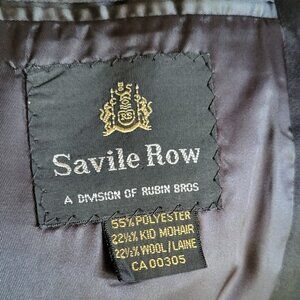 Savile Row
A DIVISION OF RUBIN BROS
55% POLYESTER
22½% KID MOHAIR
22½% WOOL/LAINE
CA 00305